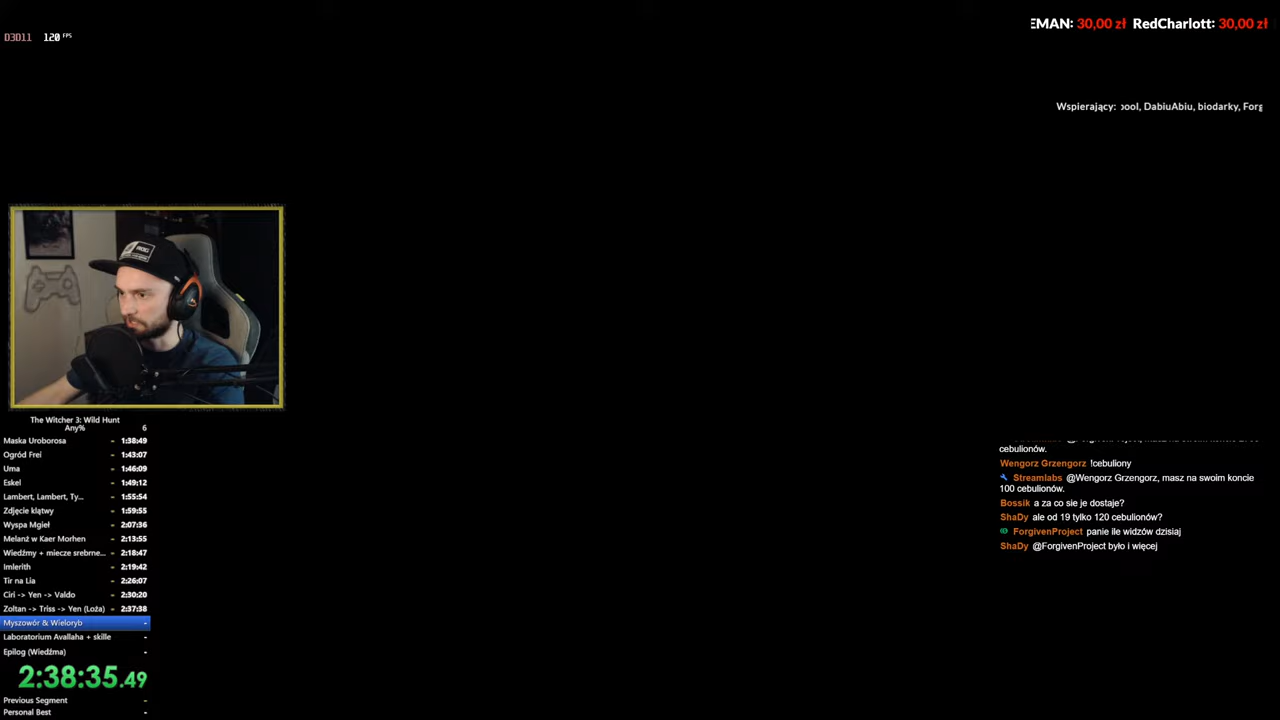 EMAN: 30,00 zł RedCharlott: 30,00 zł
D3D11 120 FPS
Wspierający: ool, DabiuAbiu, biodarky, Forg
The Witcher 3: Wild Hunt
Any% 6
Maska Uroborosa - 1:38:49
Ogród Frei - 1:43:07
Uma - 1:46:09
Eskel - 1:49:12
Lambert, Lambert, Ty... - 1:55:54
Zdjęcie klątwy - 1:59:55
Wyspa Mgieł - 2:07:36
Melanż w Kaer Morhen - 2:13:55
Wiedźmy + miecze srebrne... - 2:18:47
Imlerith - 2:19:42
Tir na Lia - 2:26:07
Ciri -> Yen -> Valdo - 2:30:20
Zoltan -> Triss -> Yen (Loża) - 2:37:38
Myszowór & Wieloryb -
Laboratorium Avallaha + skille -
Epilog (Wiedźma) -
2:38:35.49
Previous Segment -
Personal Best -
cebulionów.
Wengorz Grzengorz !cebuliony
Streamlabs @Wengorz Grzengorz, masz na swoim koncie
100 cebulionów.
Bossik a za co sie je dostaje?
ShaDy ale od 19 tylko 120 cebulionów?
ForgivenProject panie ile widzów dzisiaj
ShaDy @ForgivenProject było i więcej